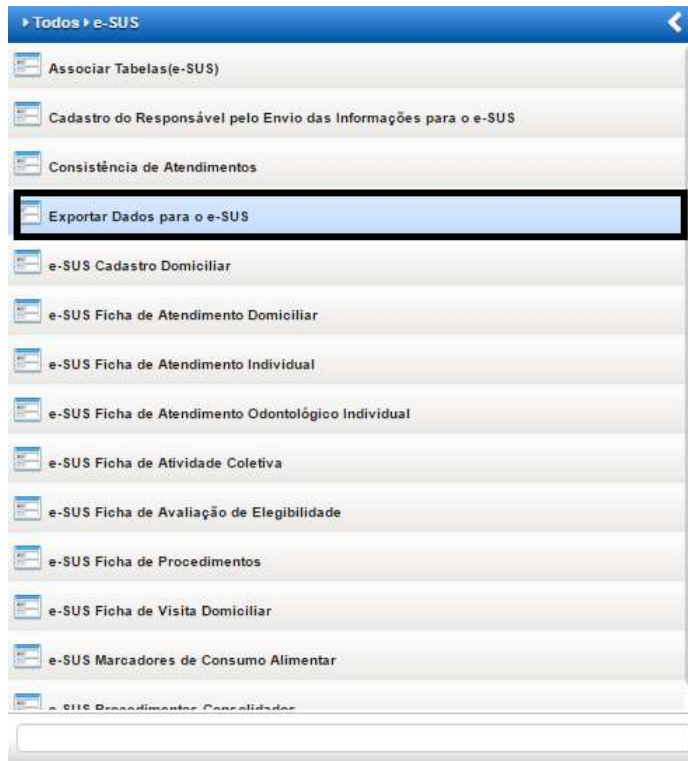 Todos e-SUS
Associar Tabelas(e-SUS)
Cadastro do Responsável pelo Envio das Informações para o e-SUS
Consistência de Atendimentos
Exportar Dados para o e-SUS
e-SUS Cadastro Domiciliar
e-SUS Ficha de Atendimento Domiciliar
e-SUS Ficha de Atendimento Individual
e-SUS Ficha de Atendimento Odontológico Individual
e-SUS Ficha de Atividade Coletiva
e-SUS Ficha de Avaliação de Elegibilidade
e-SUS Ficha de Procedimentos
e-SUS Ficha de Visita Domiciliar
e-SUS Marcadores de Consumo Alimentar
e-SUS Procedimentos Consolidados